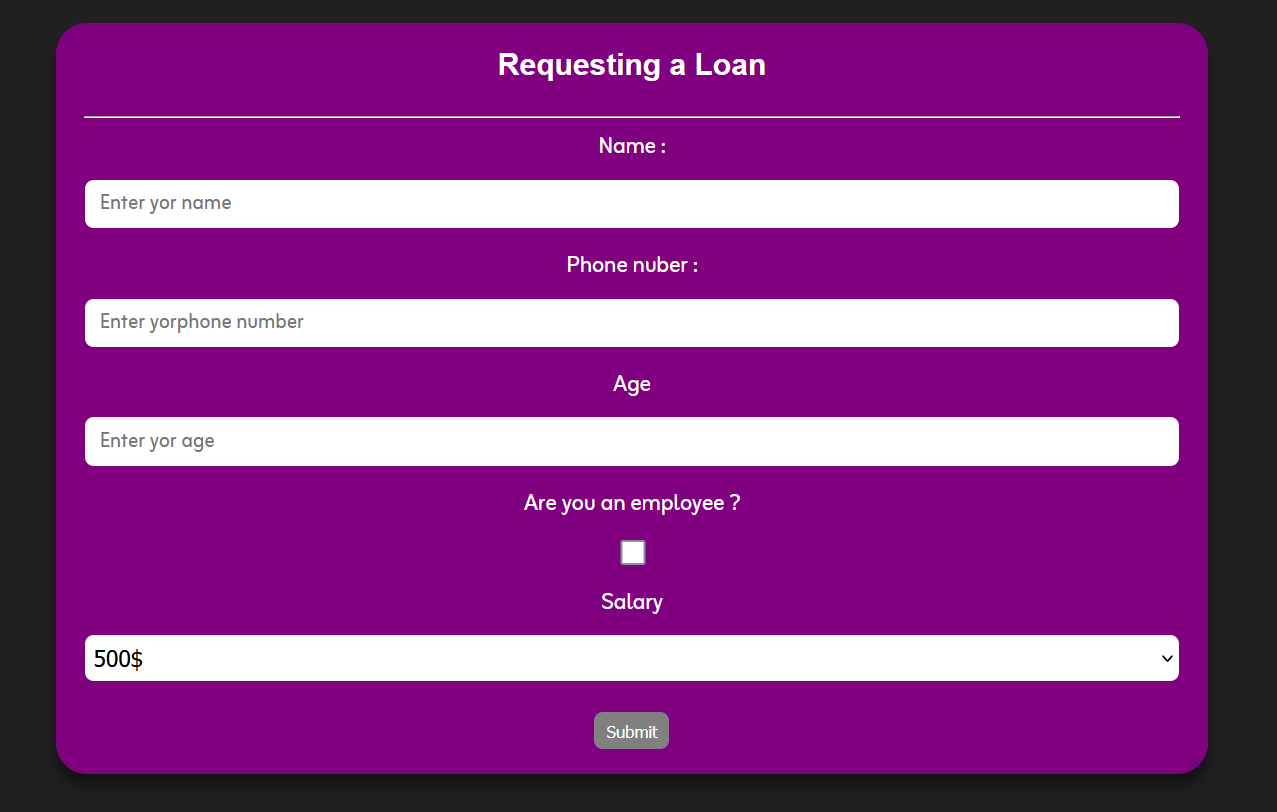 Requesting a Loan
Name :
Enter yor name
Phone nuber :
Enter yorphone number
Age
Enter yor age
Are you an employee ?
Salary
500$
Submit